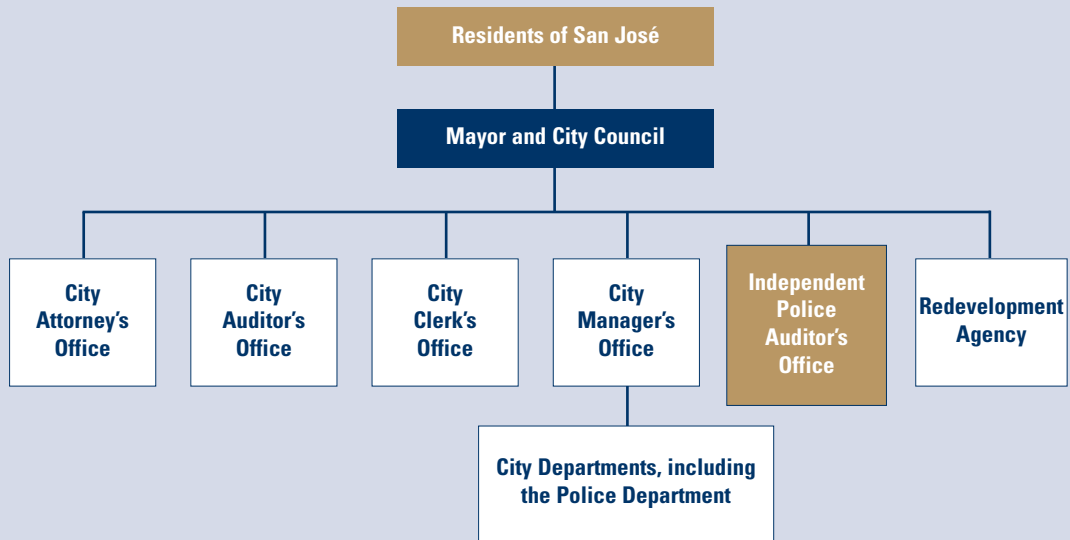 Residents of San José
Mayor and City Council
City
Attorney's
Office
City
Auditor's
Office
City
Clerk's
Office
City
Manager's
Office
Independent
Police
Auditor's
Office
Redevelopment
Agency
City Departments, including
the Police Department